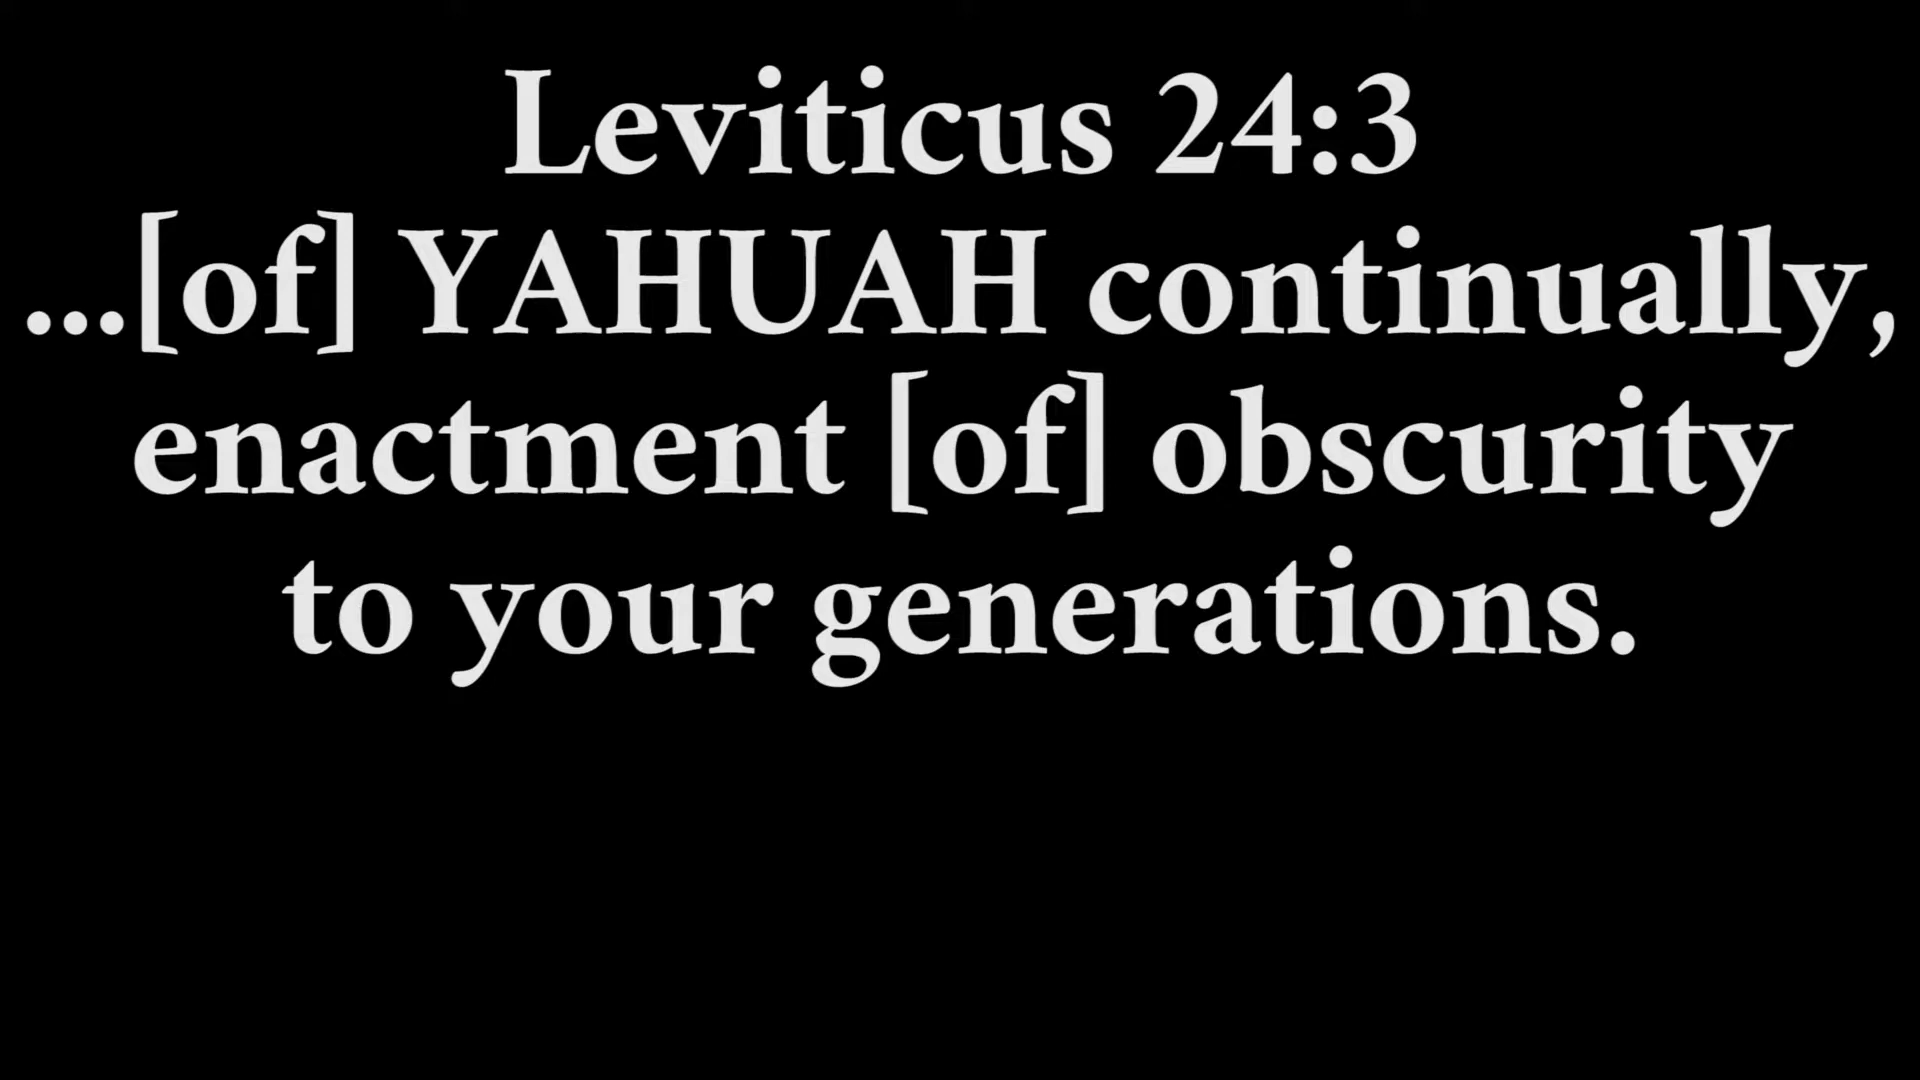 Leviticus 24:3
...[of] YAHUAH continually,
enactment [of] obscurity
to your generations.